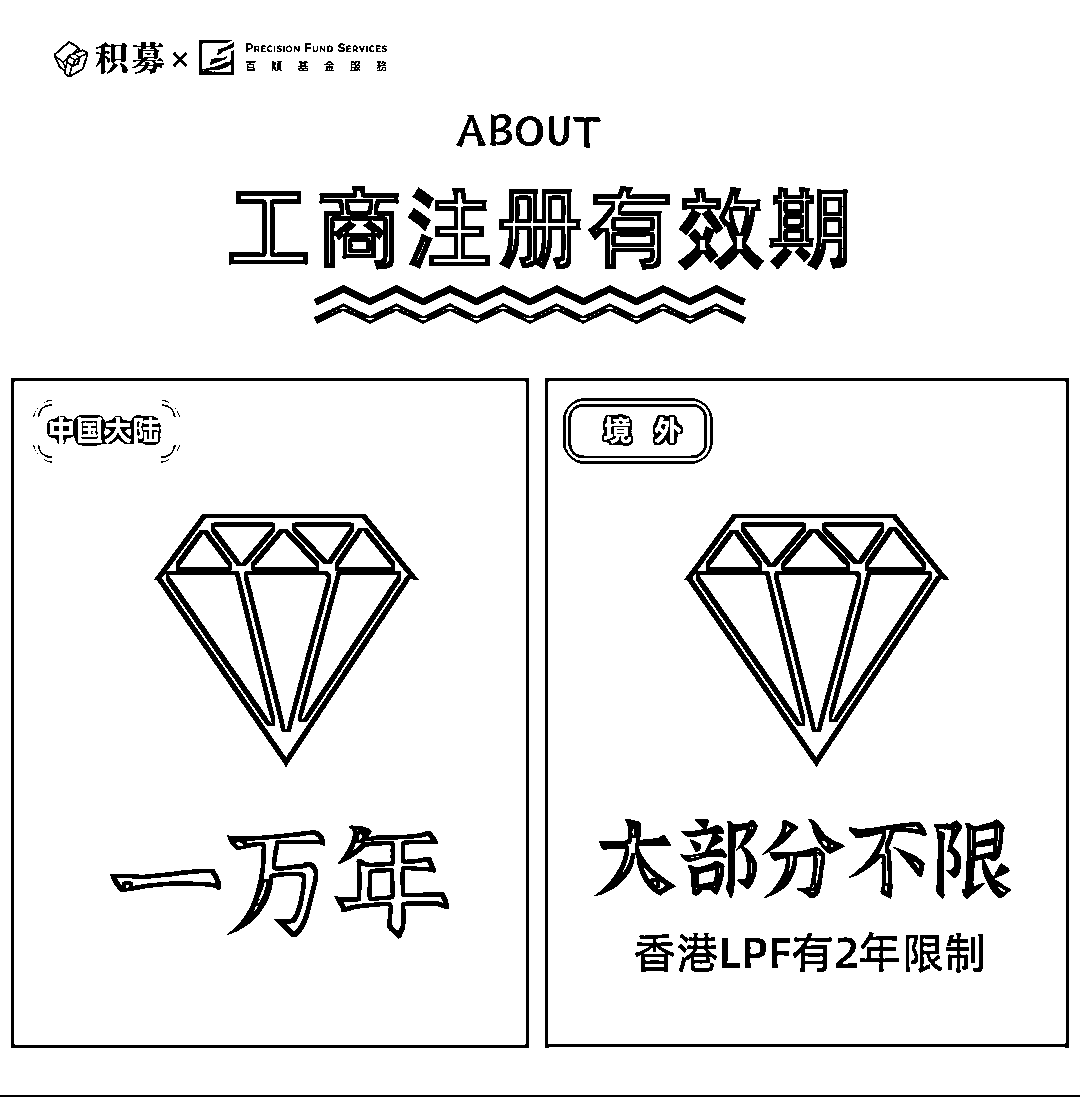 积募 × PRECISION FUND SERVICES
百顺基金服務
ABOUT
工商注册有效期
中国大陆
境外
一万年
大部分不限
香港LPF有2年限制